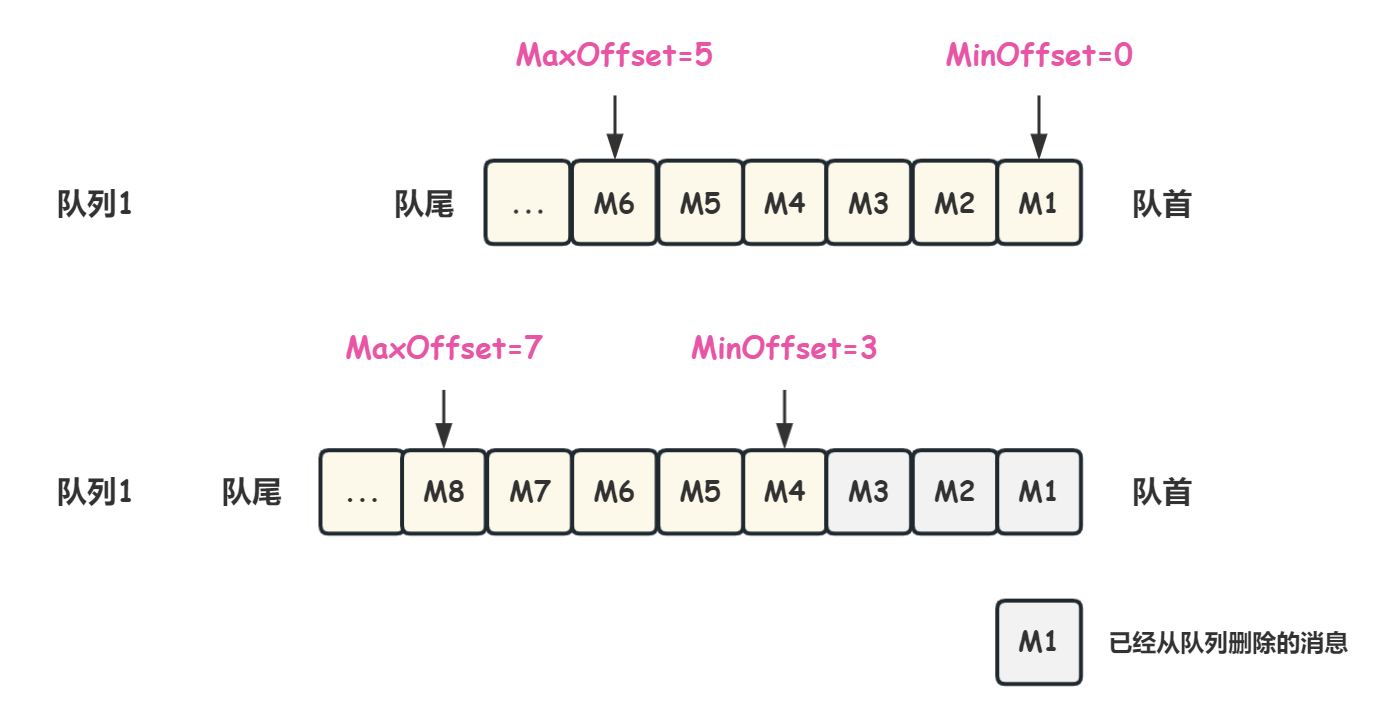 MaxOffset=5 MinOffset=0
队列1 队尾 ... M6 M5 M4 M3 M2 M1 队首
MaxOffset=7 MinOffset=3
队列1 队尾 ... M8 M7 M6 M5 M4 M3 M2 M1 队首
M1 已经从队列删除的消息